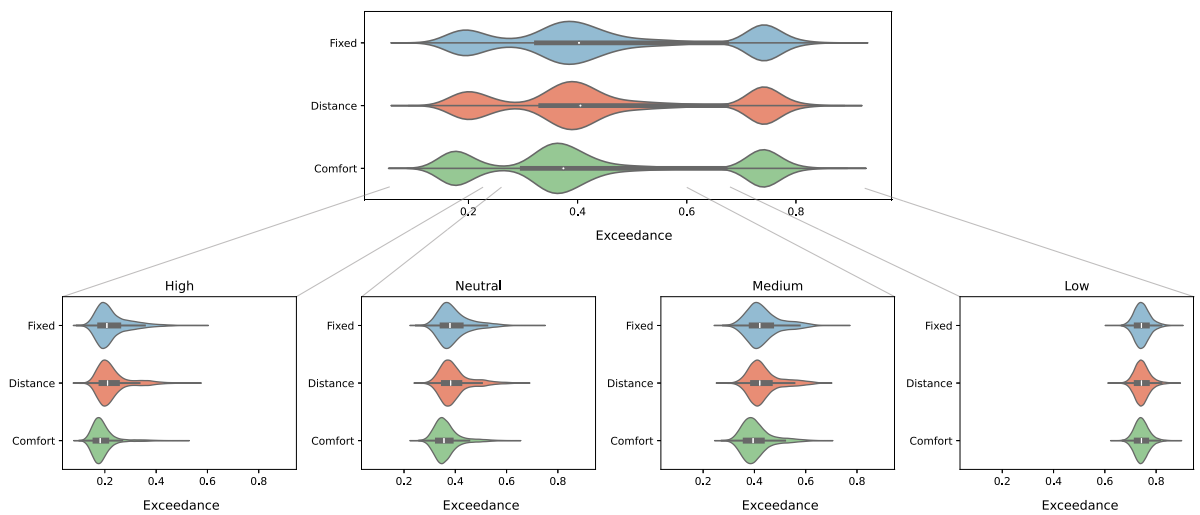 Fixed
Distance
Comfort
0.2 0.4 0.6 0.8
Exceedance
High Neutral Medium Low
Fixed Fixed Fixed Fixed
Distance Distance Distance Distance
Comfort Comfort Comfort Comfort
0.2 0.4 0.6 0.8 0.2 0.4 0.6 0.8 0.2 0.4 0.6 0.8 0.2 0.4 0.6 0.8
Exceedance Exceedance Exceedance Exceedance